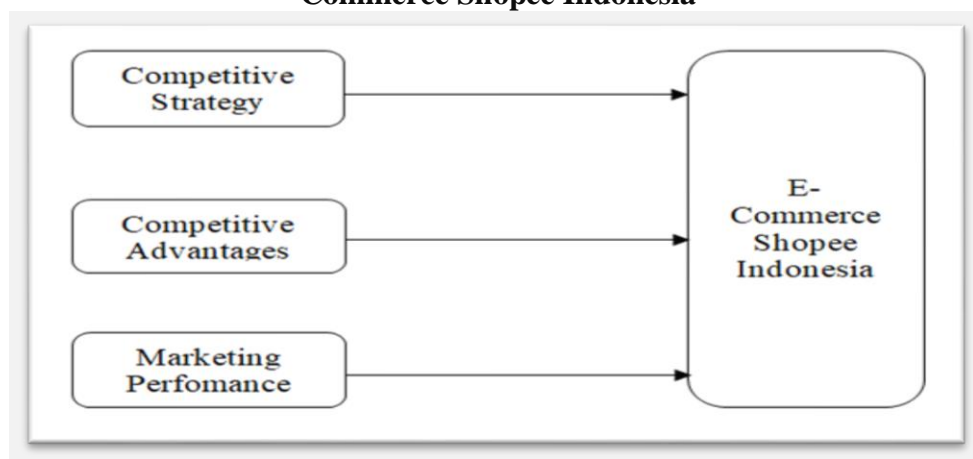 Commerce Shopee Indonesia
Competitive
Strategy
Competitive
Advantages
Marketing
Perfomance
E-
Commerce
Shopee
Indonesia